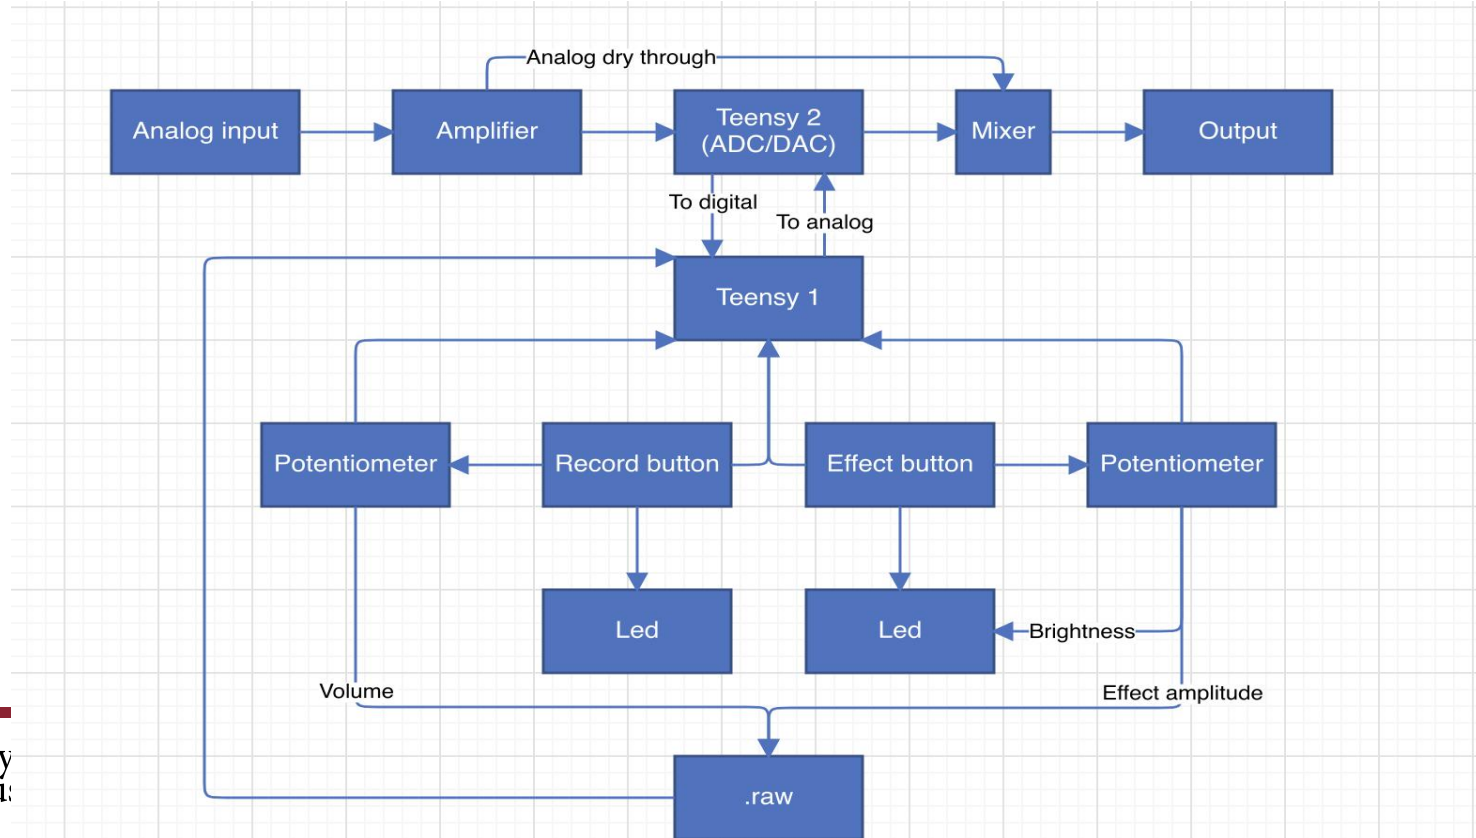 Analog dry through
Analog input
Amplifier
Teensy 2
(ADC/DAC)
Mixer
Output
To digital
To analog
Teensy 1
Potentiometer
Record button
Effect button
Potentiometer
Led
Led
Brightness
Volume
Effect amplitude
.raw